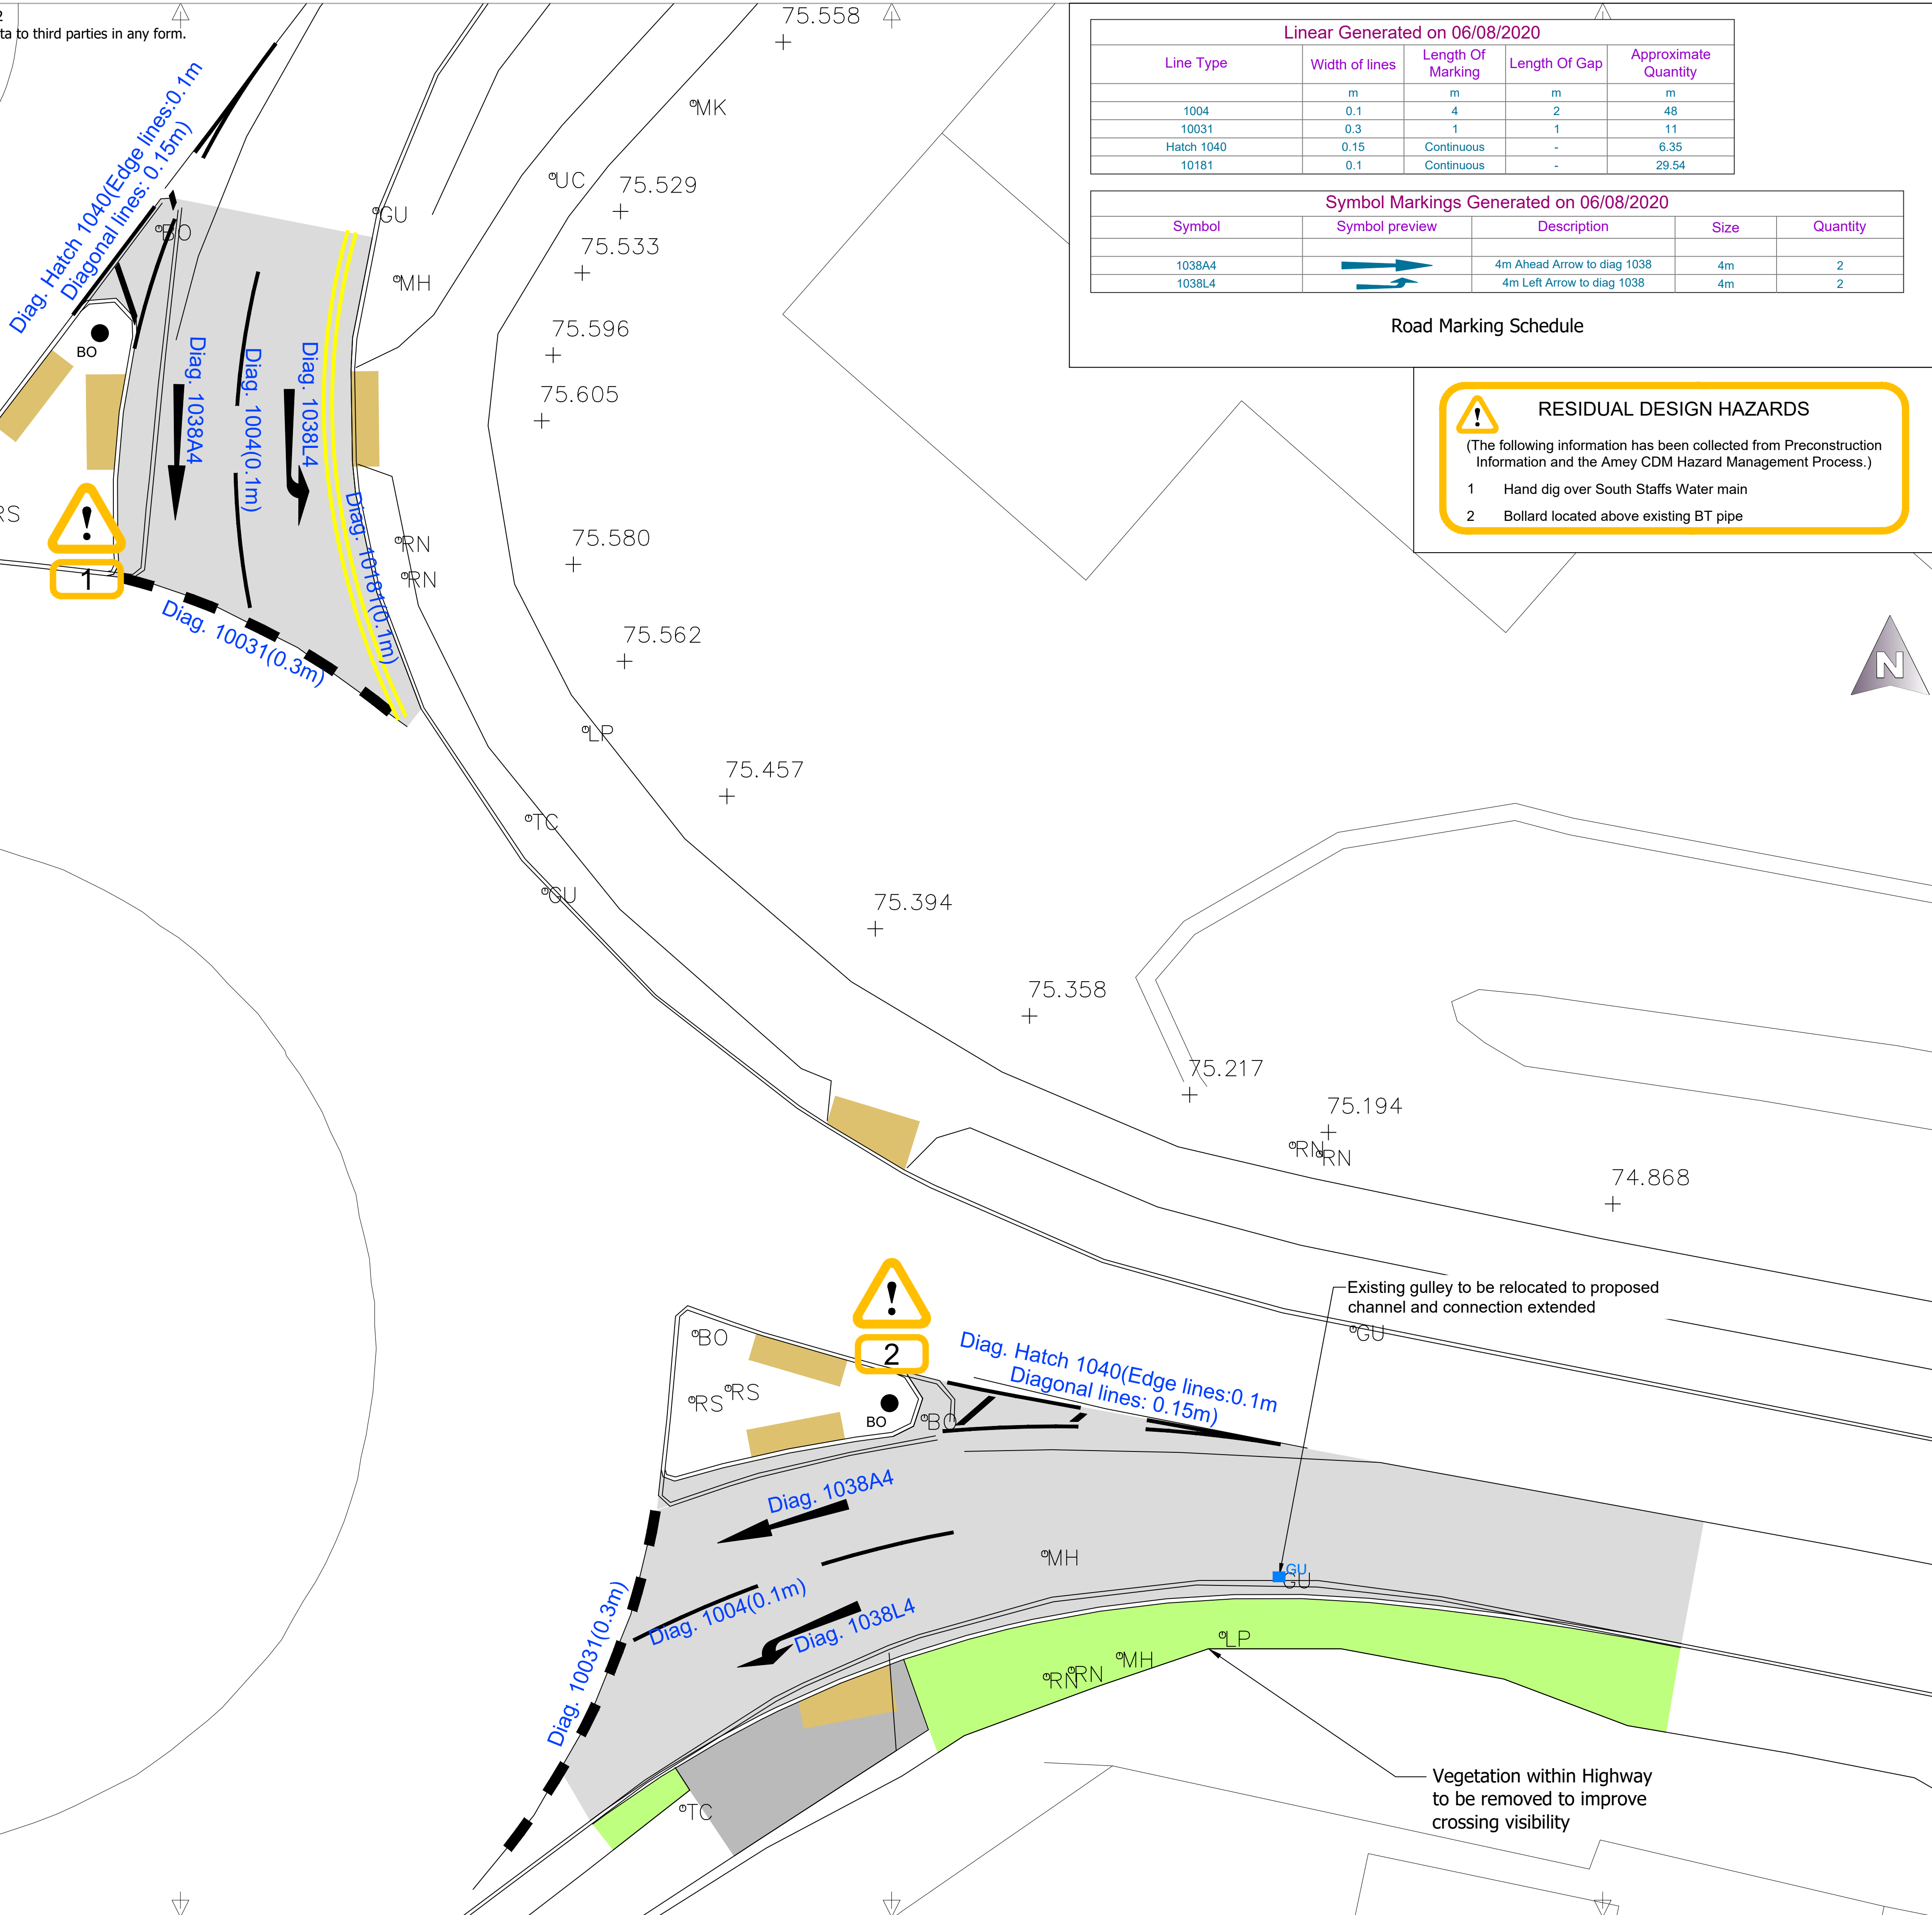 2
ta to third parties in any form.
Diag. Hatch 1040(Edge lines:0.1m
Diagonal lines: 0.15m)
75.558
MK
UC
75.529
GU
75.533
BO
MH
75.596
BO
75.605
Diag. 1038A4
Diag. 1004(0.1m)
Diag. 1038L4
Diag. 10181(0.1m)
RS
1
75.580
RN
RN
Diag. 10031(0.3m)
75.562
LP
75.457
TC
GU
75.394
75.358
75.217
75.194
RN
RN
74.868
Linear Generated on 06/08/2020
Line Type Width of lines Length Of Marking Length Of Gap Approximate Quantity
m m m m
1004 0.1 4 2 48
10031 0.3 1 1 11
Hatch 1040 0.15 Continuous - 6.35
10181 0.1 Continuous - 29.54
Symbol Markings Generated on 06/08/2020
Symbol Symbol preview Description Size Quantity
1038A4 4m Ahead Arrow to diag 1038 4m 2
1038L4 4m Left Arrow to diag 1038 4m 2
Road Marking Schedule
RESIDUAL DESIGN HAZARDS
(The following information has been collected from Preconstruction
Information and the Amey CDM Hazard Management Process.)
1 Hand dig over South Staffs Water main
2 Bollard located above existing BT pipe
N
Existing gulley to be relocated to proposed
channel and connection extended
GU
BO
2
Diag. Hatch 1040(Edge lines:0.1m
Diagonal lines: 0.15m)
RS
RS
BO
BO
Diag. 1038A4
MH
GU
GU
Diag. 1004(0.1m)
Diag. 1038L4
Diag. 10031(0.3m)
LP
MH
RN
RN
TC
Vegetation within Highway
to be removed to improve
crossing visibility